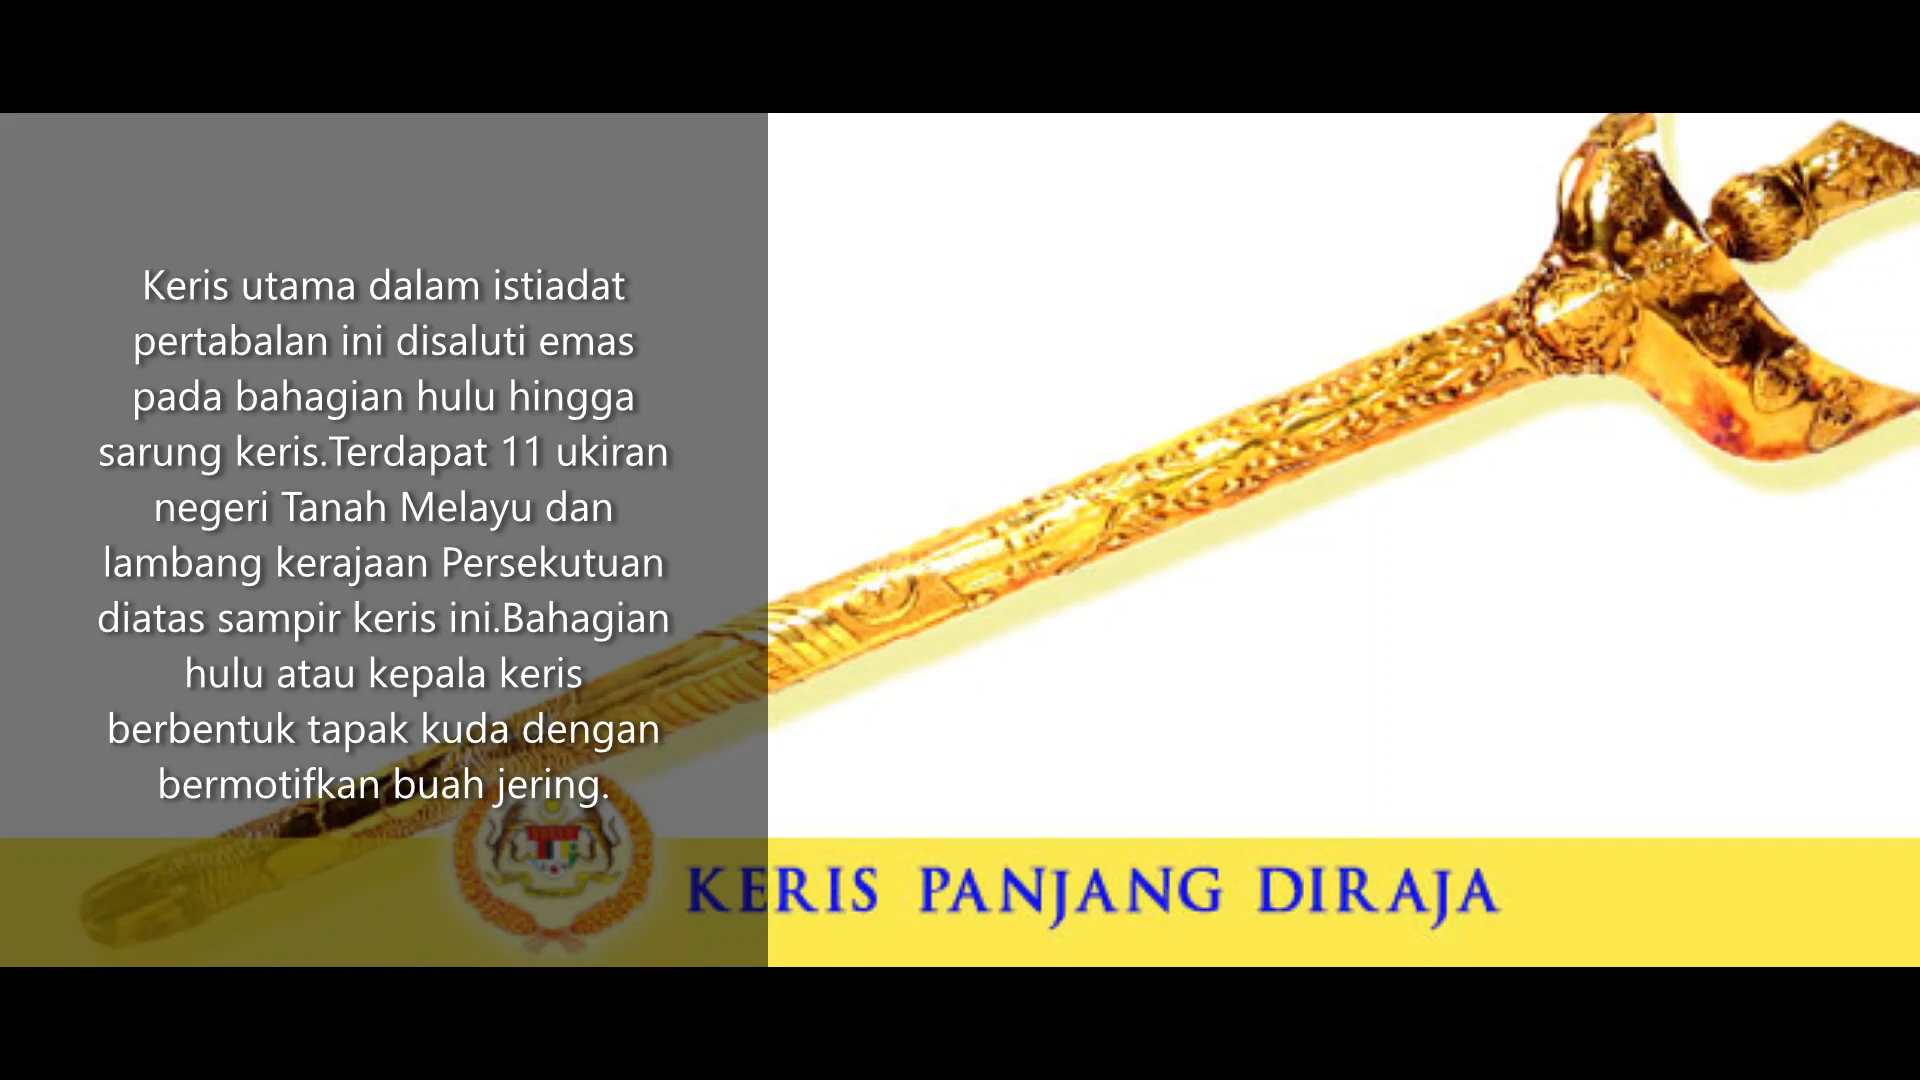 Keris utama dalam istiadat
pertabalan ini disaluti emas
pada bahagian hulu hingga
sarung keris.Terdapat 11 ukiran
negeri Tanah Melayu dan
lambang kerajaan Persekutuan
diatas sampir keris ini.Bahagian
hulu atau kepala keris
berbentuk tapak kuda dengan
bermotifkan buah jering.
KERIS PANJANG DIRAJA